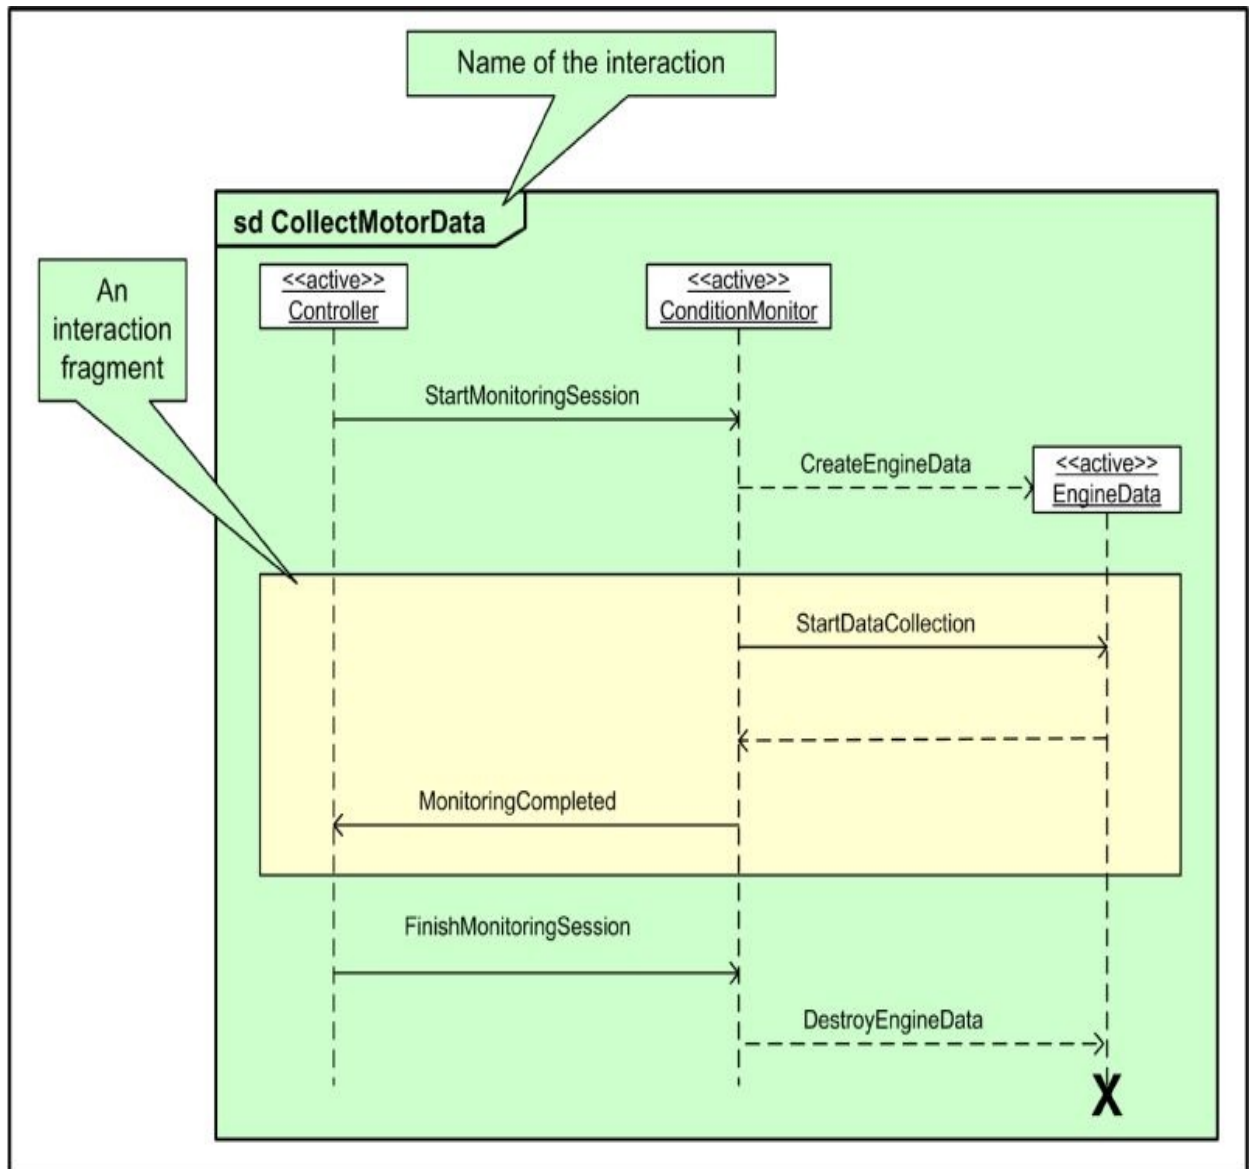 Name of the interaction
sd CollectMotorData
An
interaction
fragment
<<active>>
Controller
<<active>>
ConditionMonitor
StartMonitoringSession
CreateEngineData
<<active>>
EngineData
StartDataCollection
MonitoringCompleted
FinishMonitoringSession
DestroyEngineData
X